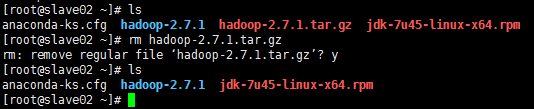 [root@slave02 ~]# ls
anaconda-ks.cfg hadoop-2.7.1 hadoop-2.7.1.tar.gz jdk-7u45-linux-x64.rpm
[root@slave02 ~]# rm hadoop-2.7.1.tar.gz
rm: remove regular file ‘hadoop-2.7.1.tar.gz’? y
[root@slave02 ~]# ls
anaconda-ks.cfg hadoop-2.7.1 jdk-7u45-linux-x64.rpm
[root@slave02 ~]#